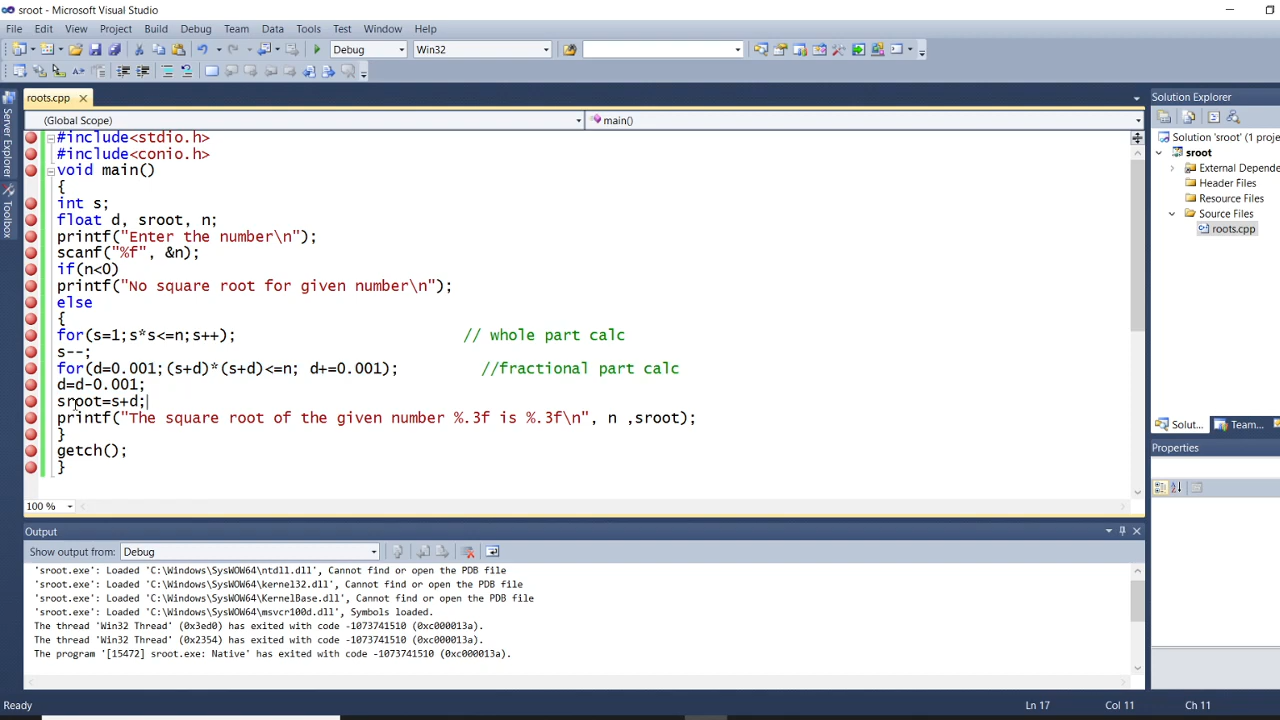 sroot - Microsoft Visual Studio
File Edit View Project Build Debug Team Data Tools Test Window Help
Debug Win32
roots.cpp
Solution Explorer
(Global Scope) main()
Server Explorer
Toolbox
#include<stdio.h>
#include<conio.h>
void main()
{
int s;
float d, sroot, n;
printf("Enter the number\n");
scanf("%f", &n);
if(n<0)
printf("No square root for given number\n");
else
{
for(s=1;s*s<=n;s++); // whole part calc
s--;
for(d=0.001;(s+d)*(s+d)<=n; d+=0.001); //fractional part calc
d=d-0.001;
sroot=s+d;
printf("The square root of the given number %.3f is %.3f\n", n ,sroot);
}
getch();
}
100 %
Solution 'sroot' (1 proje
sroot
External Depende
Header Files
Resource Files
Source Files
roots.cpp
Solut... Team...
Properties
Output
Show output from: Debug
'sroot.exe': Loaded 'C:\Windows\SysWOW64\ntdll.dll', Cannot find or open the PDB file
'sroot.exe': Loaded 'C:\Windows\SysWOW64\kernel32.dll', Cannot find or open the PDB file
'sroot.exe': Loaded 'C:\Windows\SysWOW64\KernelBase.dll', Cannot find or open the PDB file
'sroot.exe': Loaded 'C:\Windows\SysWOW64\msvcr100d.dll', Symbols loaded.
The thread 'Win32 Thread' (0x3ed0) has exited with code -1073741510 (0xc000013a).
The thread 'Win32 Thread' (0x2354) has exited with code -1073741510 (0xc000013a).
The program '[15472] sroot.exe: Native' has exited with code -1073741510 (0xc000013a).
Ready Ln 17 Col 11 Ch 11